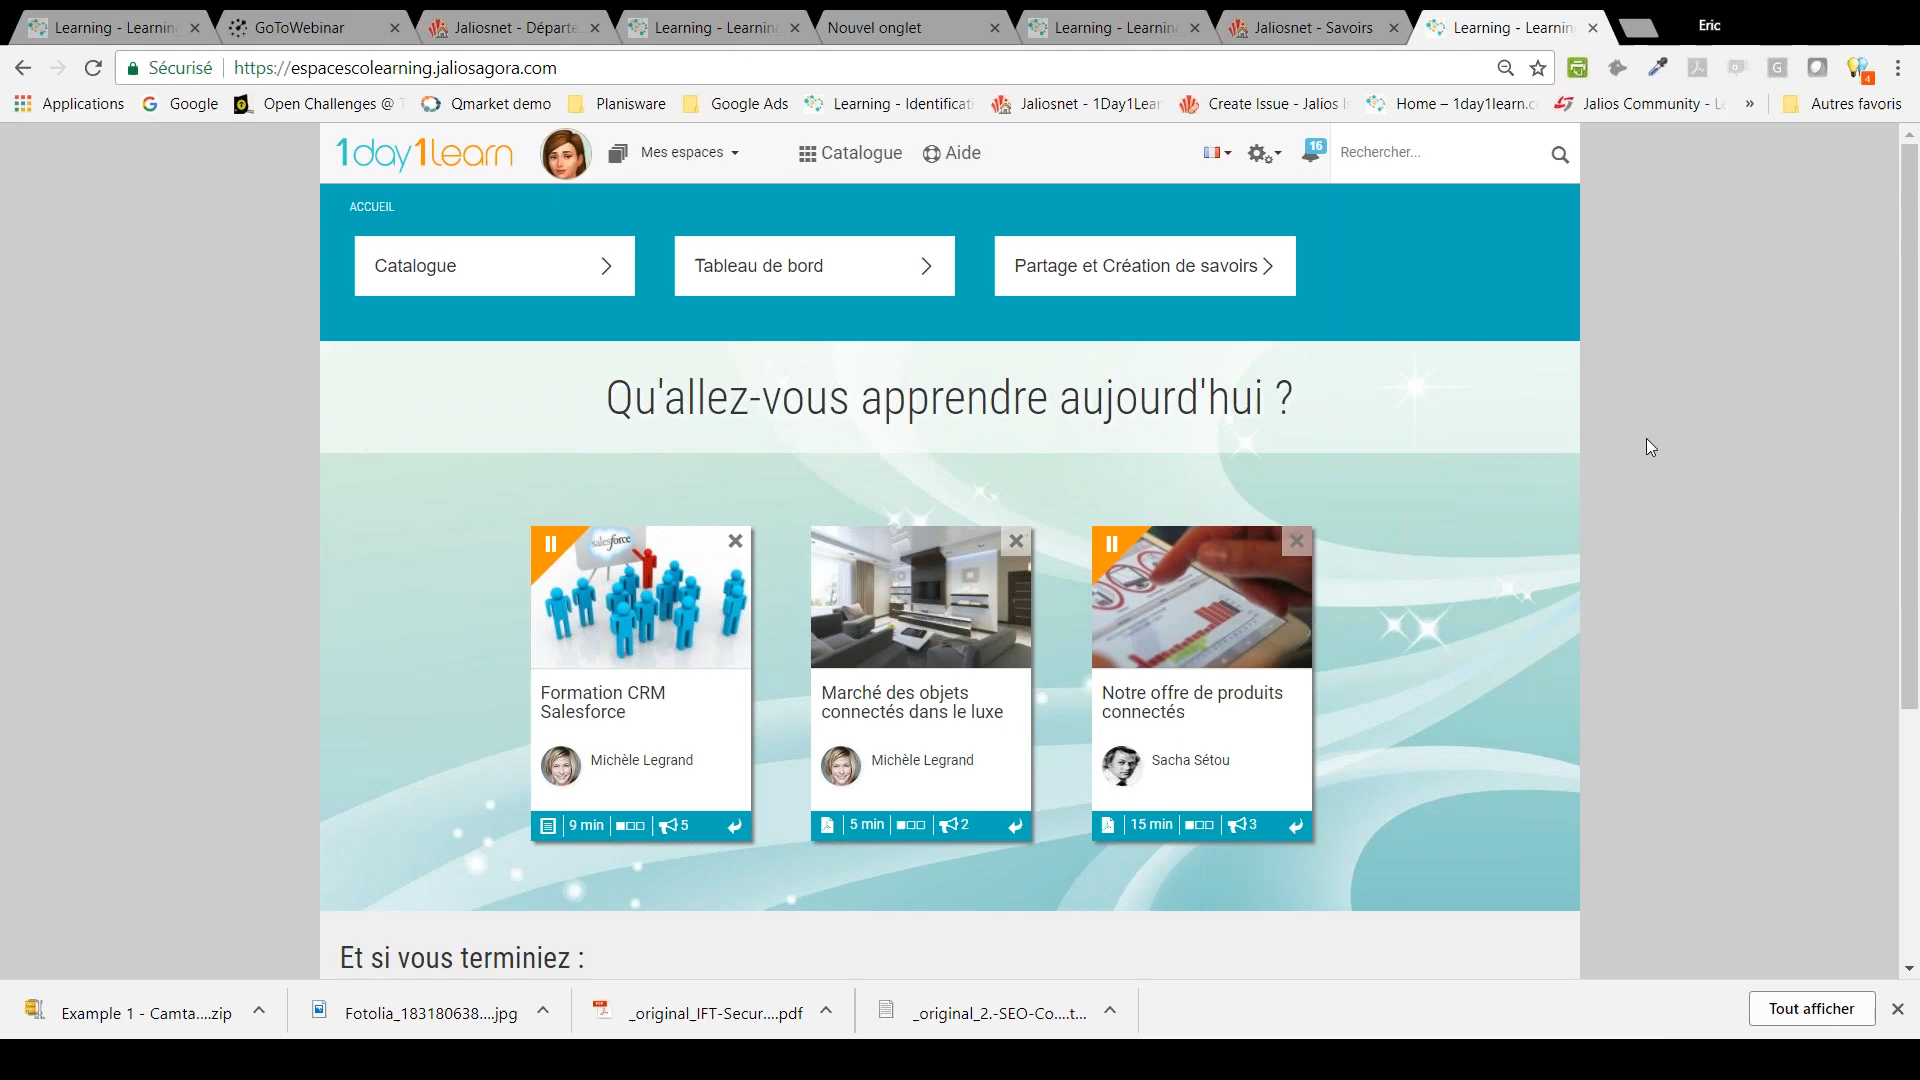 Learning - Learnin
GoToWebinar
Jaliosnet - Départe
Learning - Learnin
Nouvel onglet
Learning - Learnin
Jaliosnet - Savoirs
Learning - Learnin
Eric
Sécurisé
https://espacescolearning.jaliosagora.com
4
Applications
Google
Open Challenges @
Qmarket demo
Planisware
Google Ads
Learning - Identificati
Jaliosnet - 1Day1Lear
Create Issue - Jalios
Home – 1day1learn.c
Jalios Community -
»
Autres favoris
1day1learn
Mes espaces
Catalogue
Aide
16
Rechercher...
ACCUEIL
Catalogue
Tableau de bord
Partage et Création de savoirs
Qu'allez-vous apprendre aujourd'hui ?
salesforce
Formation CRM
Salesforce
Michèle Legrand
9 min
5
Marché des objets
connectés dans le luxe
Michèle Legrand
5 min
2
Notre offre de produits
connectés
Sacha Sétou
15 min
3
Et si vous terminiez :
Example 1 - Camta....zip
Fotolia_183180638....jpg
_original_IFT-Secur....pdf
_original_2.-SEO-Co....t...
Tout afficher